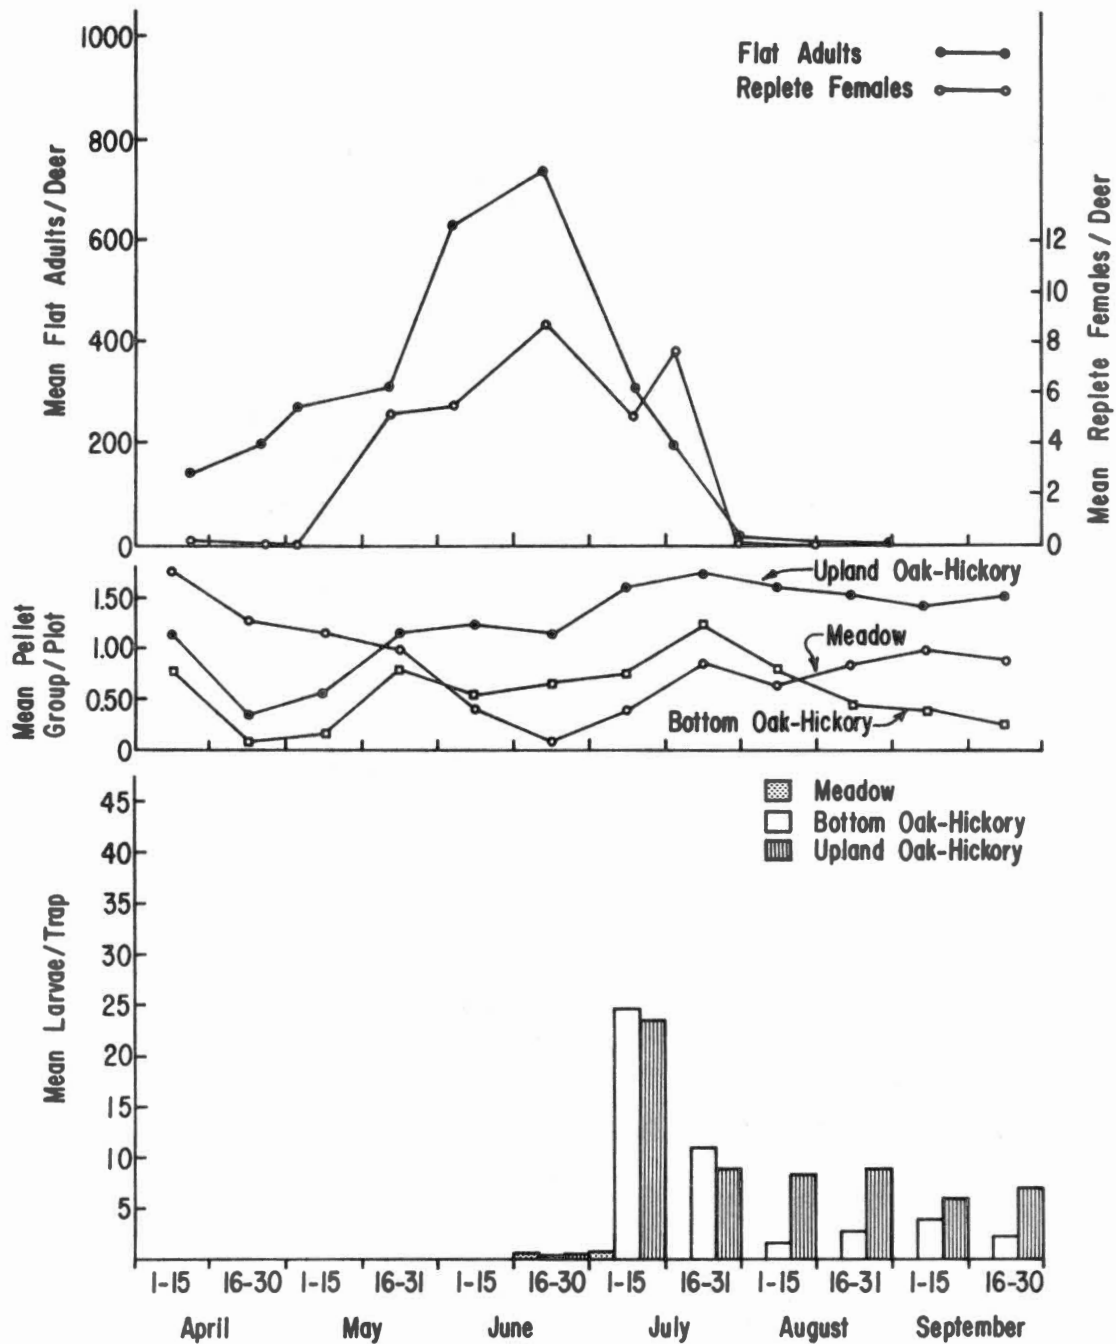 1000
800
600
400
200
0
Mean Flat Adults/Deer
Flat Adults
Replete Females
12
10
8
6
4
2
0
Mean Replete Females/Deer
1.50
1.00
0.50
0
Mean Pellet
Group/Plot
Upland Oak-Hickory
Meadow
Bottom Oak-Hickory
45
40
35
30
25
20
15
10
5
Mean Larvae/Trap
Meadow
Bottom Oak-Hickory
Upland Oak-Hickory
1-15 16-30 1-15 16-31 1-15 16-30 1-15 16-31 1-15 16-31 1-15 16-30
April May June July August September